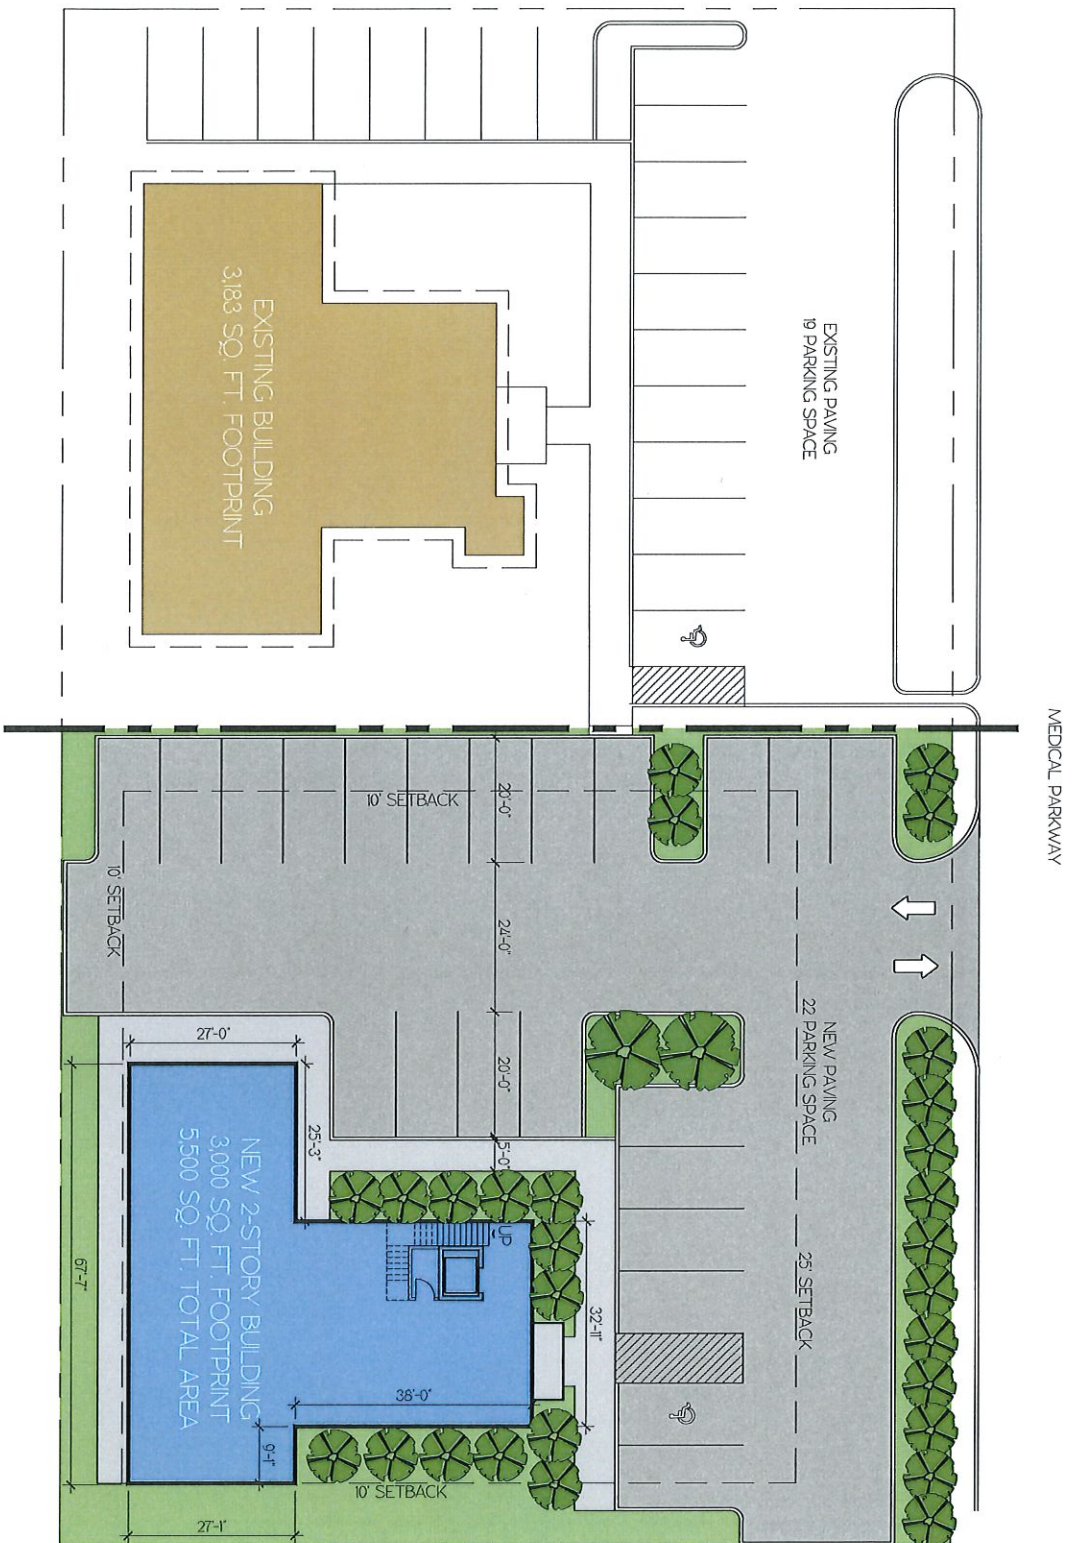 MEDICAL PARKWAY
EXISTING PAVING
19 PARKING SPACE
EXISTING BUILDING
3,183 SQ. FT. FOOTPRINT
10' SETBACK
20'-0"
10' SETBACK
24'-0"
NEW PAVING
22 PARKING SPACE
27'-0"
20'-0"
25'-3"
5'-0"
UP
NEW 2-STORY BUILDING
3,000 SQ. FT. FOOTPRINT
5,500 SQ. FT. TOTAL AREA
25' SETBACK
67'-7"
32'-11"
38'-0"
9'-1"
10' SETBACK
27'-1"